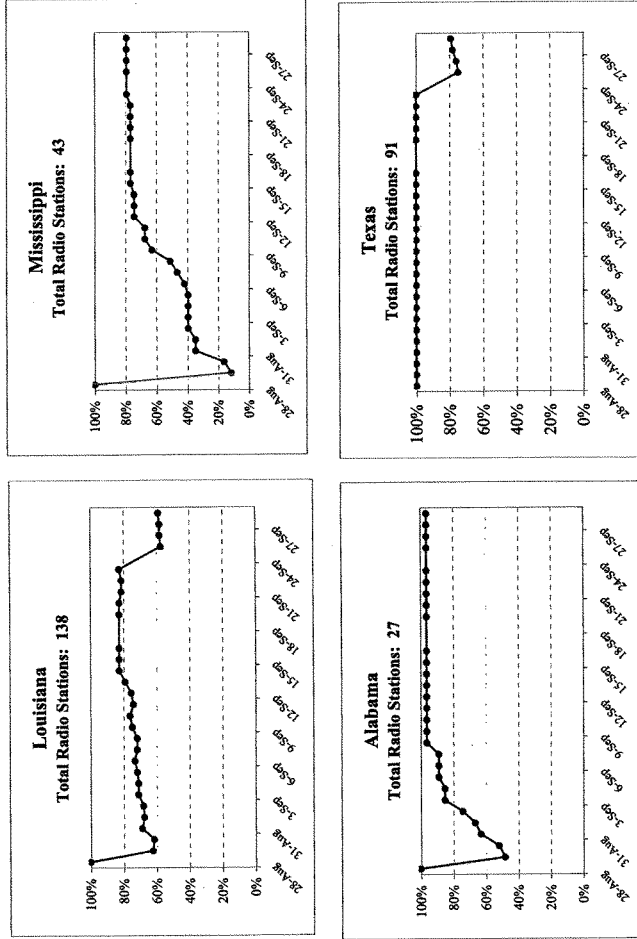 Louisiana
Total Radio Stations: 138
100%
80%
60%
40%
20%
0%
28-Aug
31-Aug
3-Sep
6-Sep
9-Sep
12-Sep
15-Sep
18-Sep
21-Sep
24-Sep
27-Sep
Mississippi
Total Radio Stations: 43
100%
80%
60%
40%
20%
0%
28-Aug
31-Aug
3-Sep
6-Sep
9-Sep
12-Sep
15-Sep
18-Sep
21-Sep
24-Sep
27-Sep
Alabama
Total Radio Stations: 27
100%
80%
60%
40%
20%
0%
28-Aug
31-Aug
3-Sep
6-Sep
9-Sep
12-Sep
15-Sep
18-Sep
21-Sep
24-Sep
27-Sep
Texas
Total Radio Stations: 91
100%
80%
60%
40%
20%
0%
28-Aug
31-Aug
3-Sep
6-Sep
9-Sep
12-Sep
15-Sep
18-Sep
21-Sep
24-Sep
27-Sep